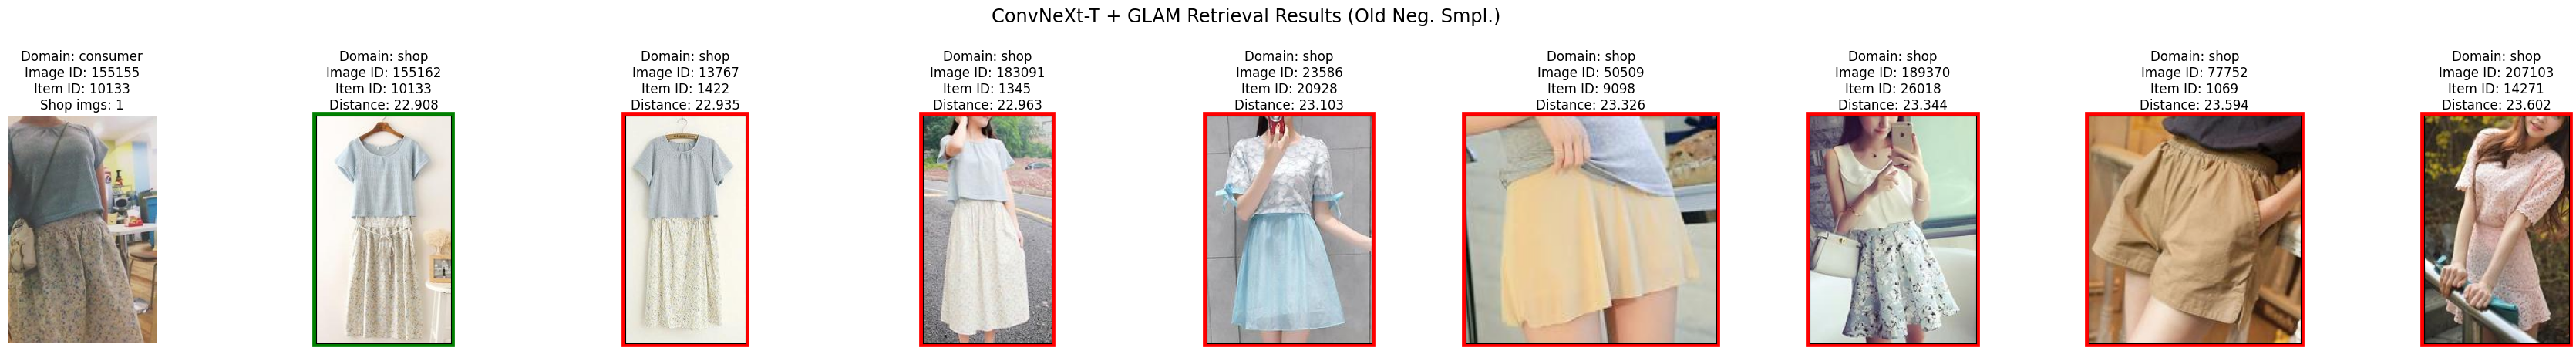 ConvNeXt-T + GLAM Retrieval Results (Old Neg. Smpl.)
Domain: consumer
Image ID: 155155
Item ID: 10133
Shop imgs: 1
Domain: shop
Image ID: 155162
Item ID: 10133
Distance: 22.908
Domain: shop
Image ID: 13767
Item ID: 1422
Distance: 22.935
Domain: shop
Image ID: 183091
Item ID: 1345
Distance: 22.963
Domain: shop
Image ID: 23586
Item ID: 20928
Distance: 23.103
Domain: shop
Image ID: 50509
Item ID: 9098
Distance: 23.326
Domain: shop
Image ID: 189370
Item ID: 26018
Distance: 23.344
Domain: shop
Image ID: 77752
Item ID: 1069
Distance: 23.594
Domain: shop
Image ID: 207103
Item ID: 14271
Distance: 23.602